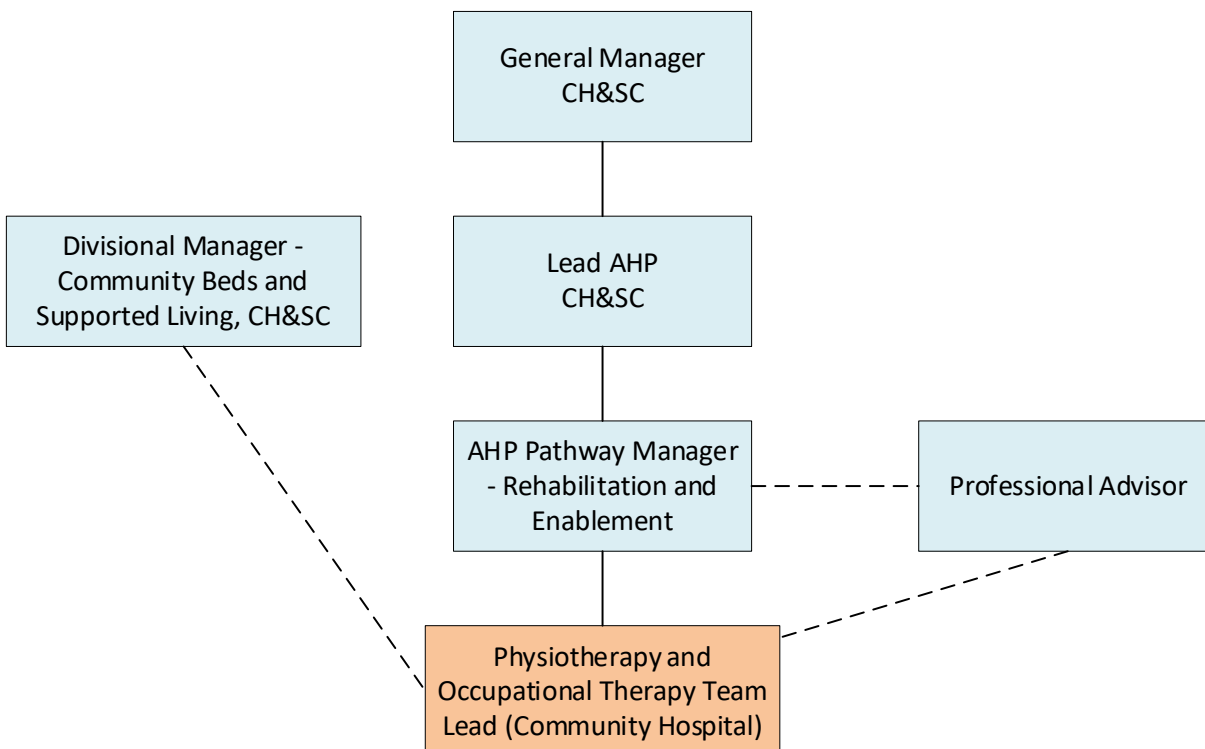 General Manager
CH&SC
Divisional Manager -
Community Beds and
Supported Living, CH&SC
Lead AHP
CH&SC
AHP Pathway Manager
- Rehabilitation and
Enablement
Professional Advisor
Physiotherapy and
Occupational Therapy Team
Lead (Community Hospital)